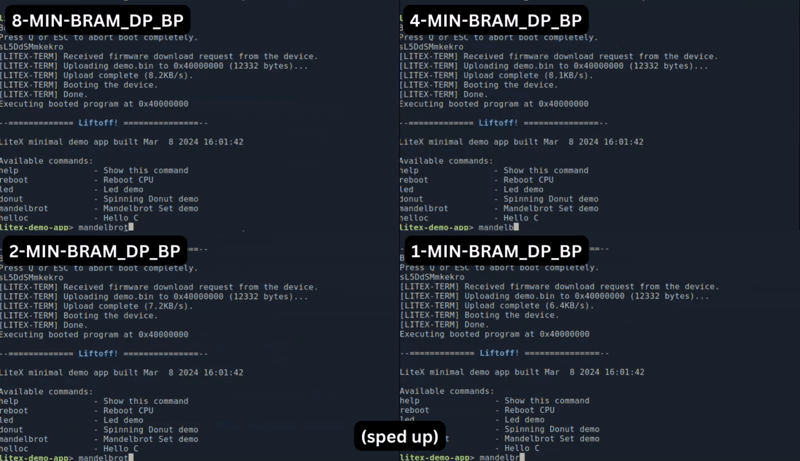 8-MIN-BRAM_DP_BP
Press Q or ESC to abort boot completely.
sL5DdSMmkekro
[LITEX-TERM] Received firmware download request from the device.
[LITEX-TERM] Uploading demo.bin to 0x40000000 (12332 bytes)...
[LITEX-TERM] Upload complete (8.2KB/s).
[LITEX-TERM] Booting the device.
[LITEX-TERM] Done.
Executing booted program at 0x40000000
--============= Liftoff! ===============--
LiteX minimal demo app built Mar  8 2024 16:01:42
Available commands:
help - Show this command
reboot - Reboot CPU
led - Led demo
donut - Spinning Donut demo
mandelbrot - Mandelbrot Set demo
helloc - Hello C
litex-demo-app> mandelbrot
4-MIN-BRAM_DP_BP
Press Q or ESC to abort boot completely.
sL5DdSMmkekro
[LITEX-TERM] Received firmware download request from the device.
[LITEX-TERM] Uploading demo.bin to 0x40000000 (12332 bytes)...
[LITEX-TERM] Upload complete (8.1KB/s).
[LITEX-TERM] Booting the device.
[LITEX-TERM] Done.
Executing booted program at 0x40000000
--============= Liftoff! ===============--
LiteX minimal demo app built Mar  8 2024 16:01:42
Available commands:
help - Show this command
reboot - Reboot CPU
led - Led demo
donut - Spinning Donut demo
mandelbrot - Mandelbrot Set demo
helloc - Hello C
litex-demo-app> mandelb
2-MIN-BRAM_DP_BP
Press Q or ESC to abort boot completely.
sL5DdSMmkekro
[LITEX-TERM] Received firmware download request from the device.
[LITEX-TERM] Uploading demo.bin to 0x40000000 (12332 bytes)...
[LITEX-TERM] Upload complete (7.2KB/s).
[LITEX-TERM] Booting the device.
[LITEX-TERM] Done.
Executing booted program at 0x40000000
--============= Liftoff! ===============--
LiteX minimal demo app built Mar  8 2024 16:01:42
Available commands:
help - Show this command
reboot - Reboot CPU
led - Led demo
donut - Spinning Donut demo
mandelbrot - Mandelbrot Set demo
helloc - Hello C
litex-demo-app> mandelbrot
1-MIN-BRAM_DP_BP
Press Q or ESC to abort boot completely.
sL5DdSMmkekro
[LITEX-TERM] Received firmware download request from the device.
[LITEX-TERM] Uploading demo.bin to 0x40000000 (12332 bytes)...
[LITEX-TERM] Upload complete (6.4KB/s).
[LITEX-TERM] Booting the device.
[LITEX-TERM] Done.
Executing booted program at 0x40000000
--============= Liftoff! ===============--
LiteX minimal demo app built Mar  8 2024 16:01:42
Available commands:
help - Show this command
reboot - Reboot CPU
led - Led demo
- Spinning Donut demo
- Mandelbrot Set demo
helloc - Hello C
litex-demo-app> mandelbr
(sped up)